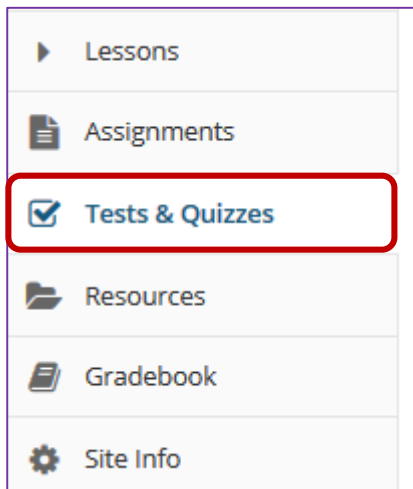 Lessons
Assignments
Tests & Quizzes
Resources
Gradebook
Site Info